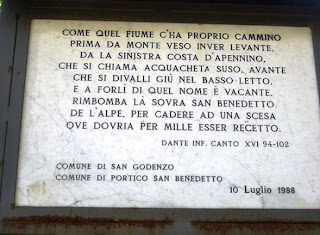 COME QUEL FIUME C'HA PROPRIO CAMMINO
PRIMA DA MONTE VESO INVER LEVANTE,
DA LA SINISTRA COSTA D'APENNINO,
CHE SI CHIAMA ACQUACHETA SUSO, AVANTE
CHE SI DIVALLI GIÙ NEL BASSO LETTO,
E A FORLÌ DI QUEL NOME È VACANTE,
RIMBOMBA LÀ SOVRA SAN BENEDETTO
DE L'ALPE, PER CADERE AD UNA SCESA
OVE DOVRIA PER MILLE ESSER RECETTO.
DANTE INF. CANTO XVI 94-102
COMUNE DI SAN GODENZO
COMUNE DI PORTICO SAN BENEDETTO
10 Luglio 1988